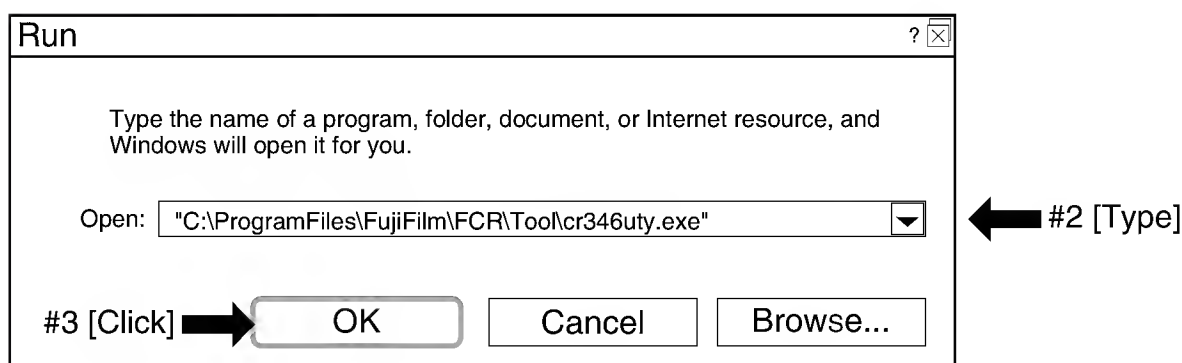 Run ?
Type the name of a program, folder, document, or Internet resource, and
Windows will open it for you.
Open: "C:\ProgramFiles\FujiFilm\FCR\Tool\cr346uty.exe" #2 [Type]
#3 [Click] OK Cancel Browse...